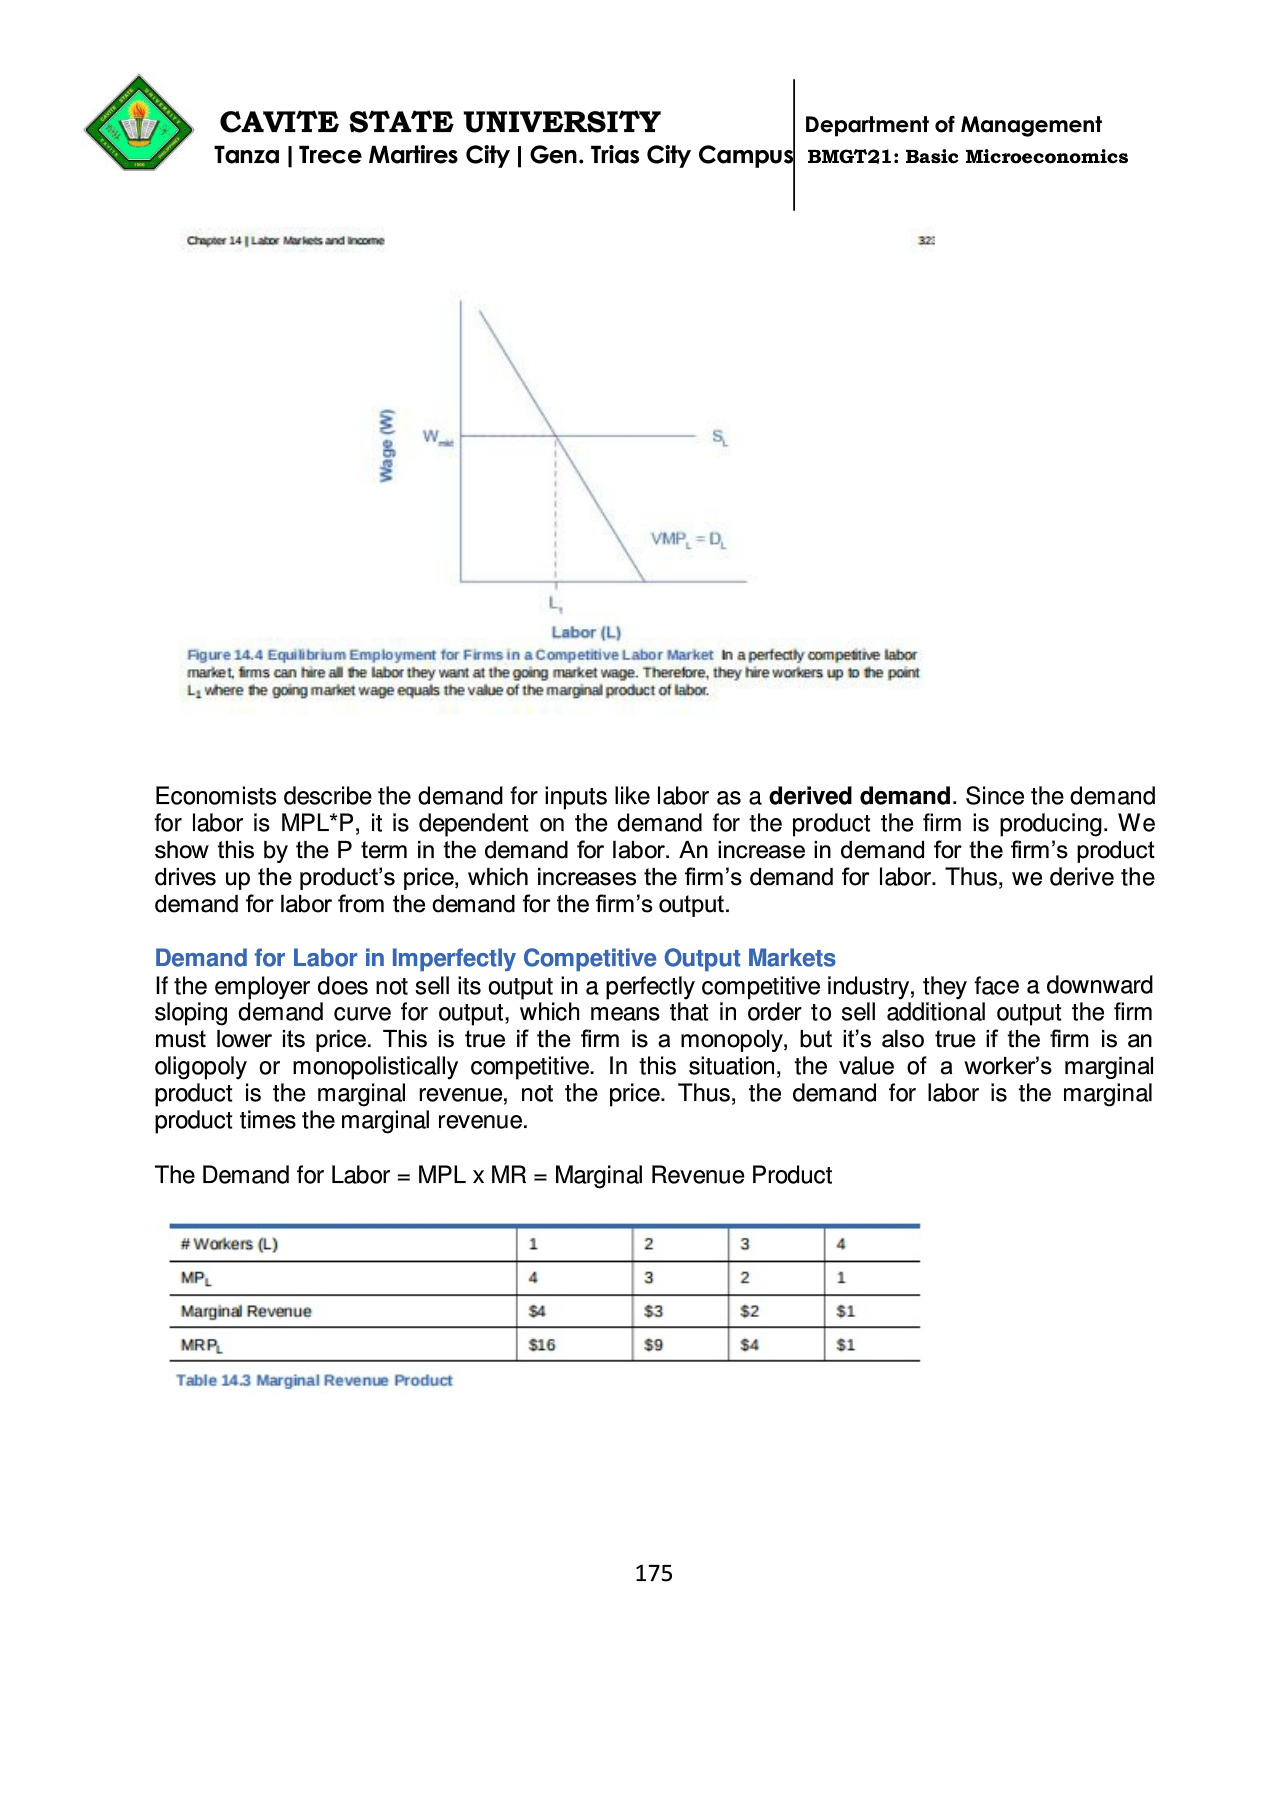 CAVITE STATE UNIVERSITY
Tanza | Trece Martires City | Gen. Trias City Campus
Department of Management
BMGT21: Basic Microeconomics
Chapter 14 | Labor Markets and Income
Wage (W)
W mkt
S L
VMP L = D L
L 1
Labor (L)
Figure 14.4 Equilibrium Employment for Firms in a Competitive Labor Market In a perfectly competitive labor
market, firms can hire all the labor they want at the going market wage. Therefore, they hire workers up to the point
L1 where the going market wage equals the value of the marginal product of labor.
Economists describe the demand for inputs like labor as a derived demand. Since the demand
for labor is MPL*P, it is dependent on the demand for the product the firm is producing. We
show this by the P term in the demand for labor. An increase in demand for the firm’s product
drives up the product’s price, which increases the firm’s demand for labor. Thus, we derive the
demand for labor from the demand for the firm’s output.
Demand for Labor in Imperfectly Competitive Output Markets
If the employer does not sell its output in a perfectly competitive industry, they face a downward
sloping demand curve for output, which means that in order to sell additional output the firm
must lower its price. This is true if the firm is a monopoly, but it’s also true if the firm is an
oligopoly or monopolistically competitive. In this situation, the value of a worker’s marginal
product is the marginal revenue, not the price. Thus, the demand for labor is the marginal
product times the marginal revenue.
The Demand for Labor = MPL x MR = Marginal Revenue Product
# Workers (L) 1 2 3 4
MPL 4 3 2 1
Marginal Revenue $4 $3 $2 $1
MRPL $16 $9 $4 $1
Table 14.3 Marginal Revenue Product
175